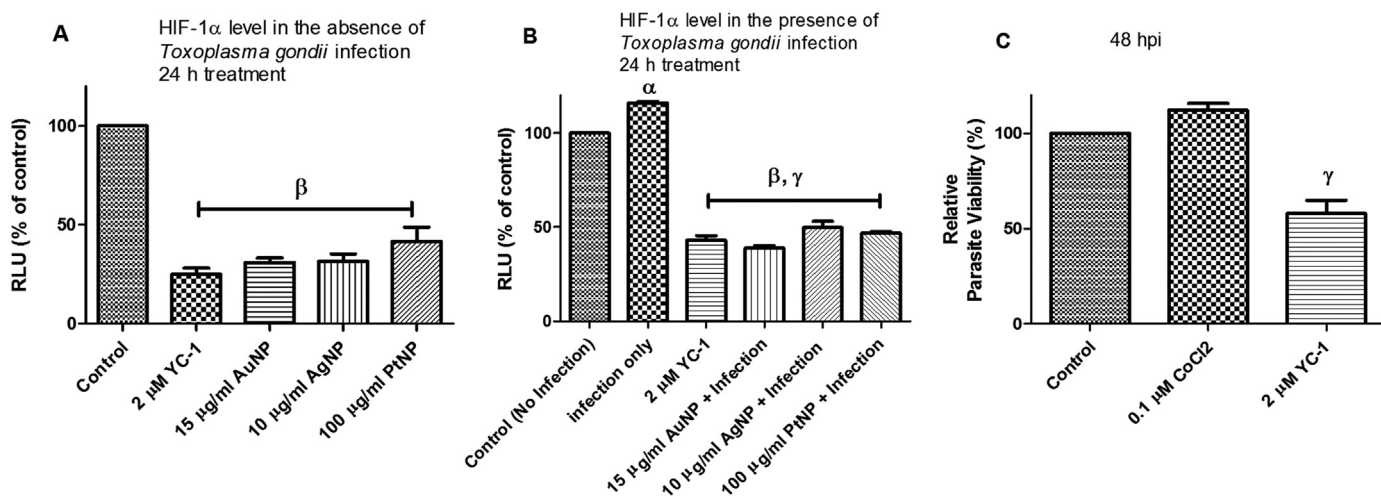 A
HIF-1α level in the absence of
Toxoplasma gondii infection
24 h treatment
RLU (% of control)
100
50
0
β
Control
2 μM YC-1
15 μg/ml AuNP
10 μg/ml AgNP
100 μg/ml PtNP
B
HIF-1α level in the presence of
Toxoplasma gondii infection
24 h treatment
RLU (% of control)
100
50
0
α
β, γ
Control (No Infection)
infection only
2 μM YC-1
15 μg/ml AuNP + Infection
10 μg/ml AgNP + Infection
100 μg/ml PtNP + Infection
C
48 hpi
Relative
Parasite Viability (%)
100
50
0
γ
Control
0.1 μM CoCl2
2 μM YC-1